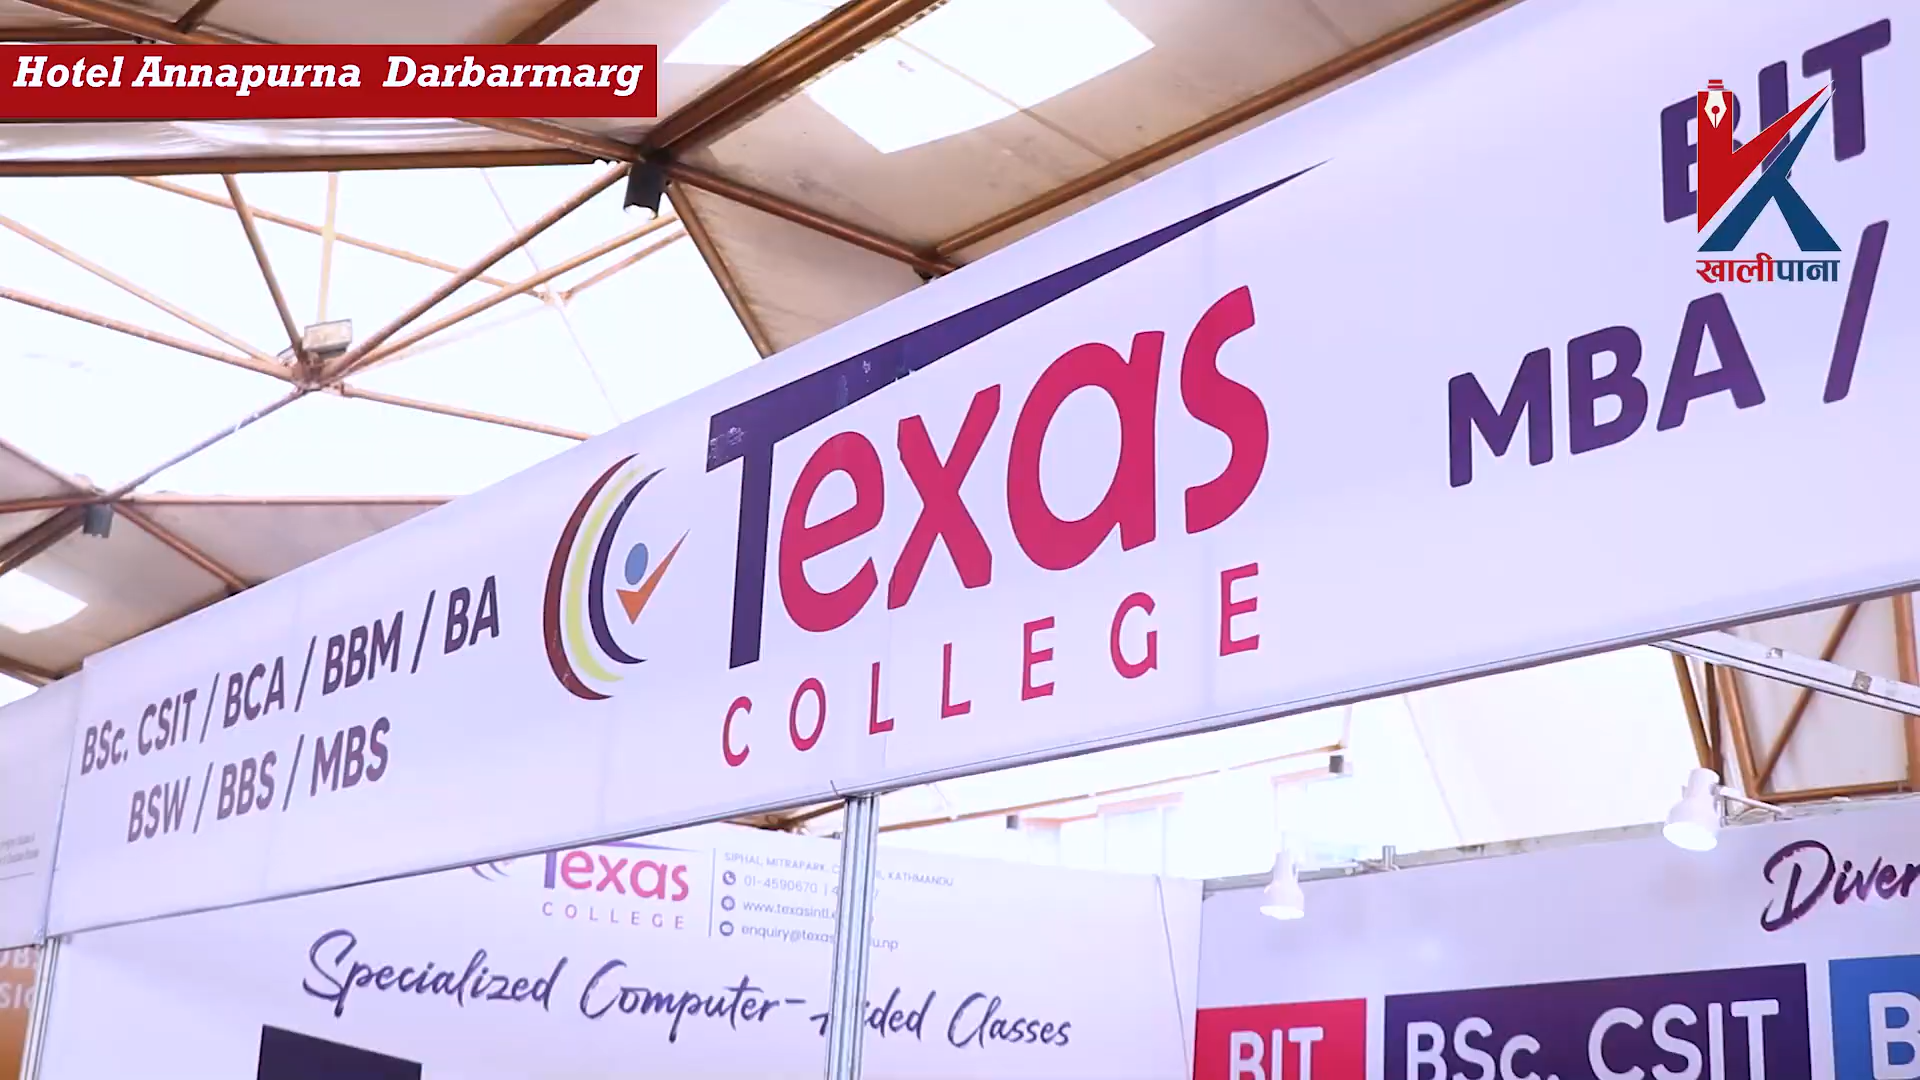 Hotel Annapurna Darbarmarg
BIT
खालीपाना
MBA /
Texas
COLLEGE
BSc. CSIT / BCA / BBM / BA
BSW / BBS / MBS
Texas
COLLEGE
SIPHAL, MITRAPARK, KATHMANDU
01-4590670
www.texasintl.
enquiry@texas
Specialized Computer- Classes
BIT
BSc. CSIT